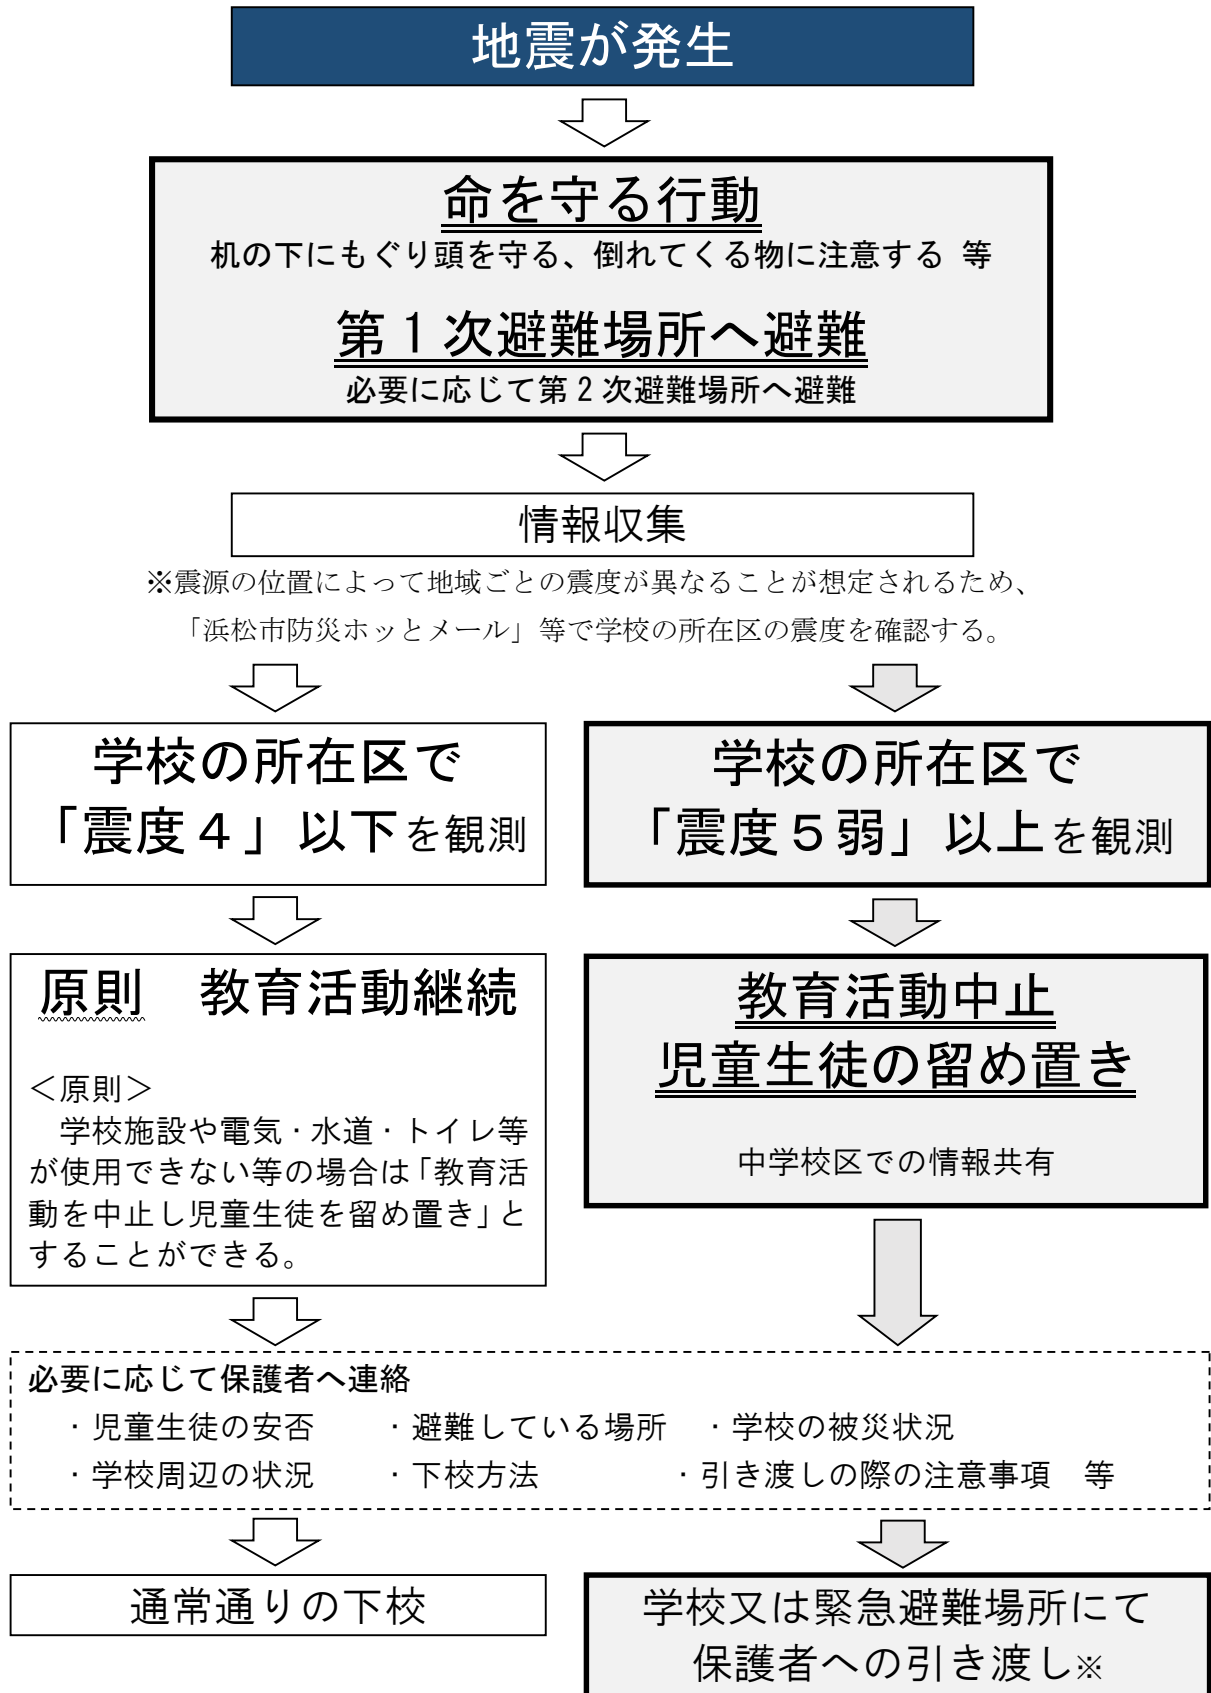 地震が発生
命を守る行動
机の下にもぐり頭を守る、倒れてくる物に注意する 等
第1次避難場所へ避難
必要に応じて第2次避難場所へ避難
情報収集
※震源の位置によって地域ごとの震度が異なることが想定されるため、
「浜松市防災ホッとメール」等で学校の所在区の震度を確認する。
学校の所在区で
「震度４」以下を観測
学校の所在区で
「震度５弱」以上を観測
原則　教育活動継続
＜原則＞
学校施設や電気・水道・トイレ等
が使用できない等の場合は「教育活
動を中止し児童生徒を留め置き」と
することができる。
教育活動中止
児童生徒の留め置き
中学校区での情報共有
必要に応じて保護者へ連絡
・児童生徒の安否　　・避難している場所　・学校の被災状況
・学校周辺の状況　　・下校方法　　　　・引き渡しの際の注意事項　等
通常通りの下校
学校又は緊急避難場所にて
保護者への引き渡し※